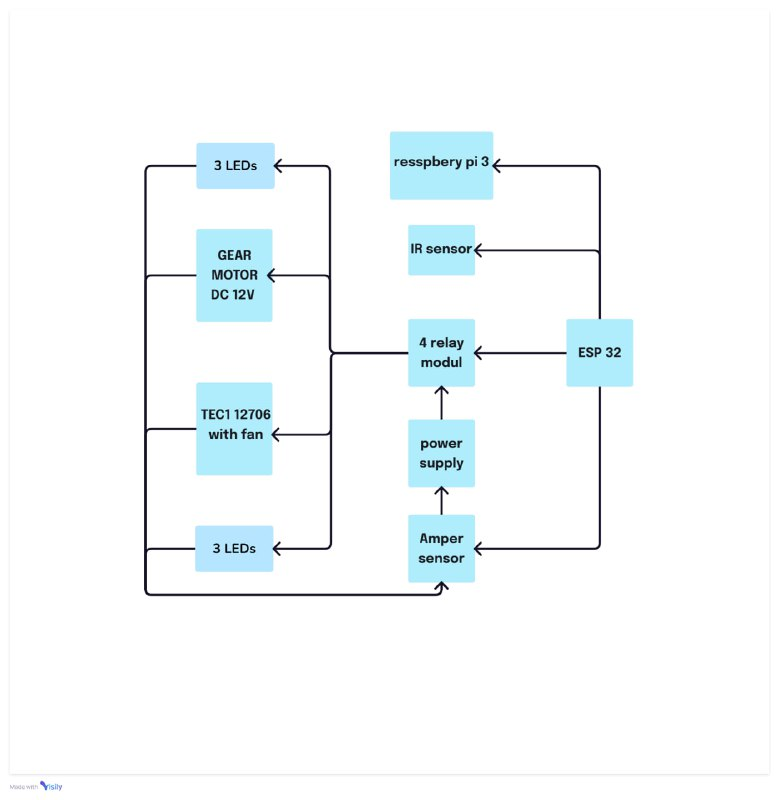 3 LEDs
resspbery pi 3
GEAR
MOTOR
DC 12V
IR sensor
4 relay
modul
ESP 32
TEC1 12706
with fan
power
supply
3 LEDs
Amper
sensor
Made with Visily